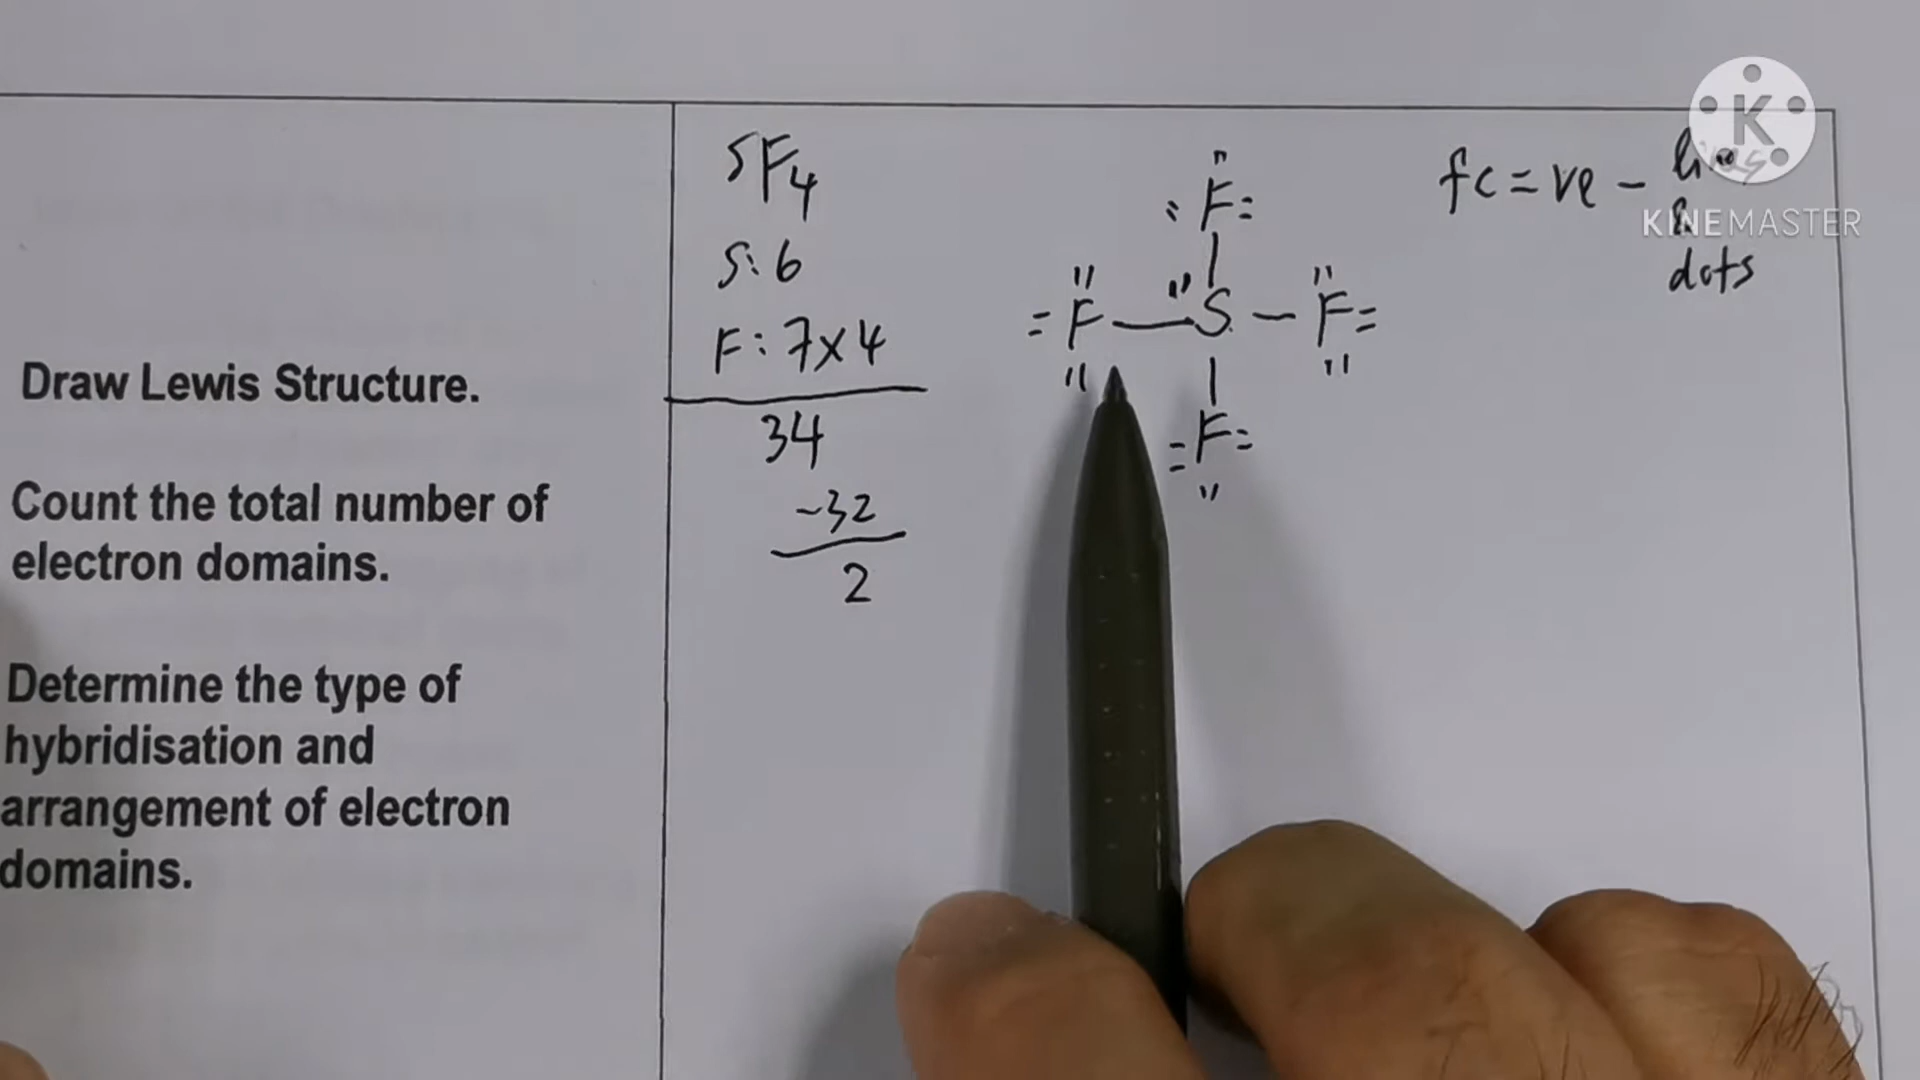 Draw Lewis Structure.
Count the total number of
electron domains.
Determine the type of
hybridisation and
arrangement of electron
domains.
SF4
S: 6
F: 7x4
34
-32
2
F
F — S — F
F
fc = ve -
&
dots
K
KINEMASTER